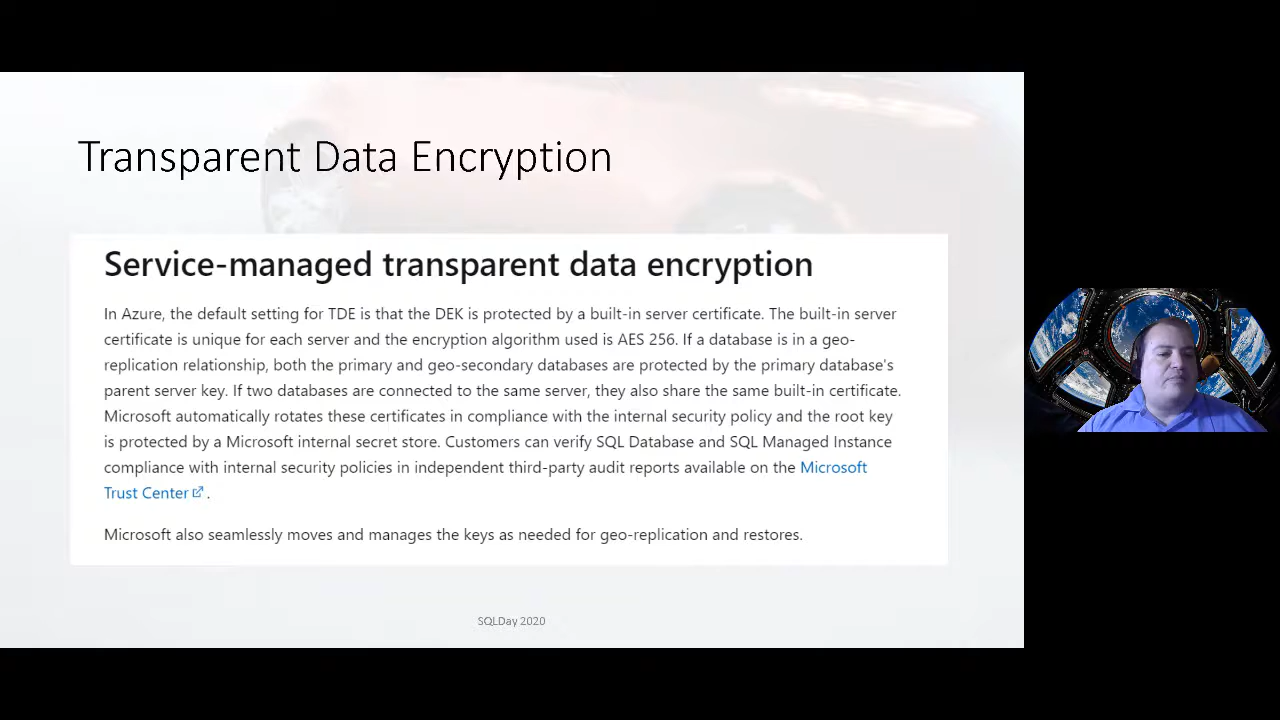 Transparent Data Encryption
Service-managed transparent data encryption
In Azure, the default setting for TDE is that the DEK is protected by a built-in server certificate. The built-in server
certificate is unique for each server and the encryption algorithm used is AES 256. If a database is in a geo-
replication relationship, both the primary and geo-secondary databases are protected by the primary database's
parent server key. If two databases are connected to the same server, they also share the same built-in certificate.
Microsoft automatically rotates these certificates in compliance with the internal security policy and the root key
is protected by a Microsoft internal secret store. Customers can verify SQL Database and SQL Managed Instance
compliance with internal security policies in independent third-party audit reports available on the Microsoft
Trust Center .
Microsoft also seamlessly moves and manages the keys as needed for geo-replication and restores.
SQLDay 2020